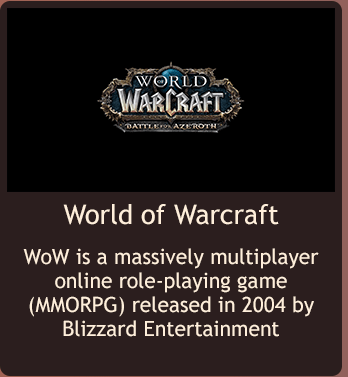 WORLD
OF
WARCRAFT
BATTLE FOR AZEROTH
World of Warcraft
WoW is a massively multiplayer
online role-playing game
(MMORPG) released in 2004 by
Blizzard Entertainment